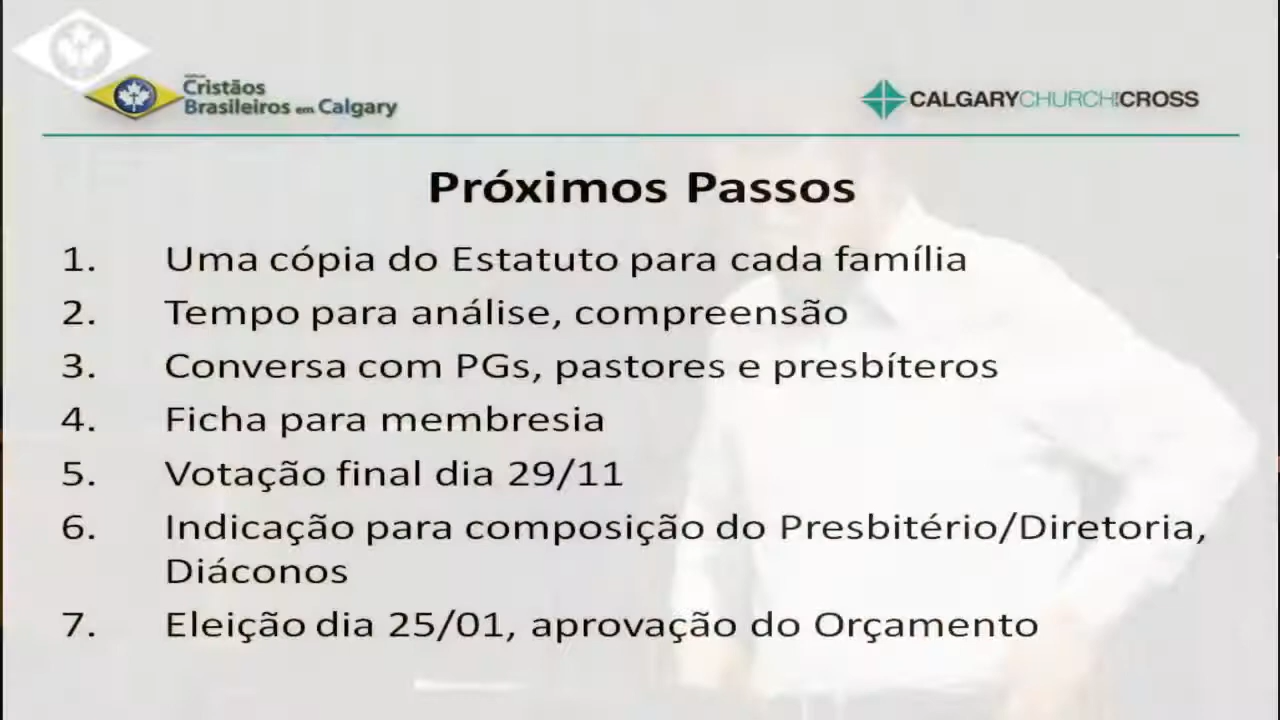 Cristãos
Brasileiros em Calgary
CALGARYCHURCH CROSS
Próximos Passos
1. Uma cópia do Estatuto para cada família
2. Tempo para análise, compreensão
3. Conversa com PGs, pastores e presbíteros
4. Ficha para membresia
5. Votação final dia 29/11
6. Indicação para composição do Presbitério/Diretoria,
Diáconos
7. Eleição dia 25/01, aprovação do Orçamento